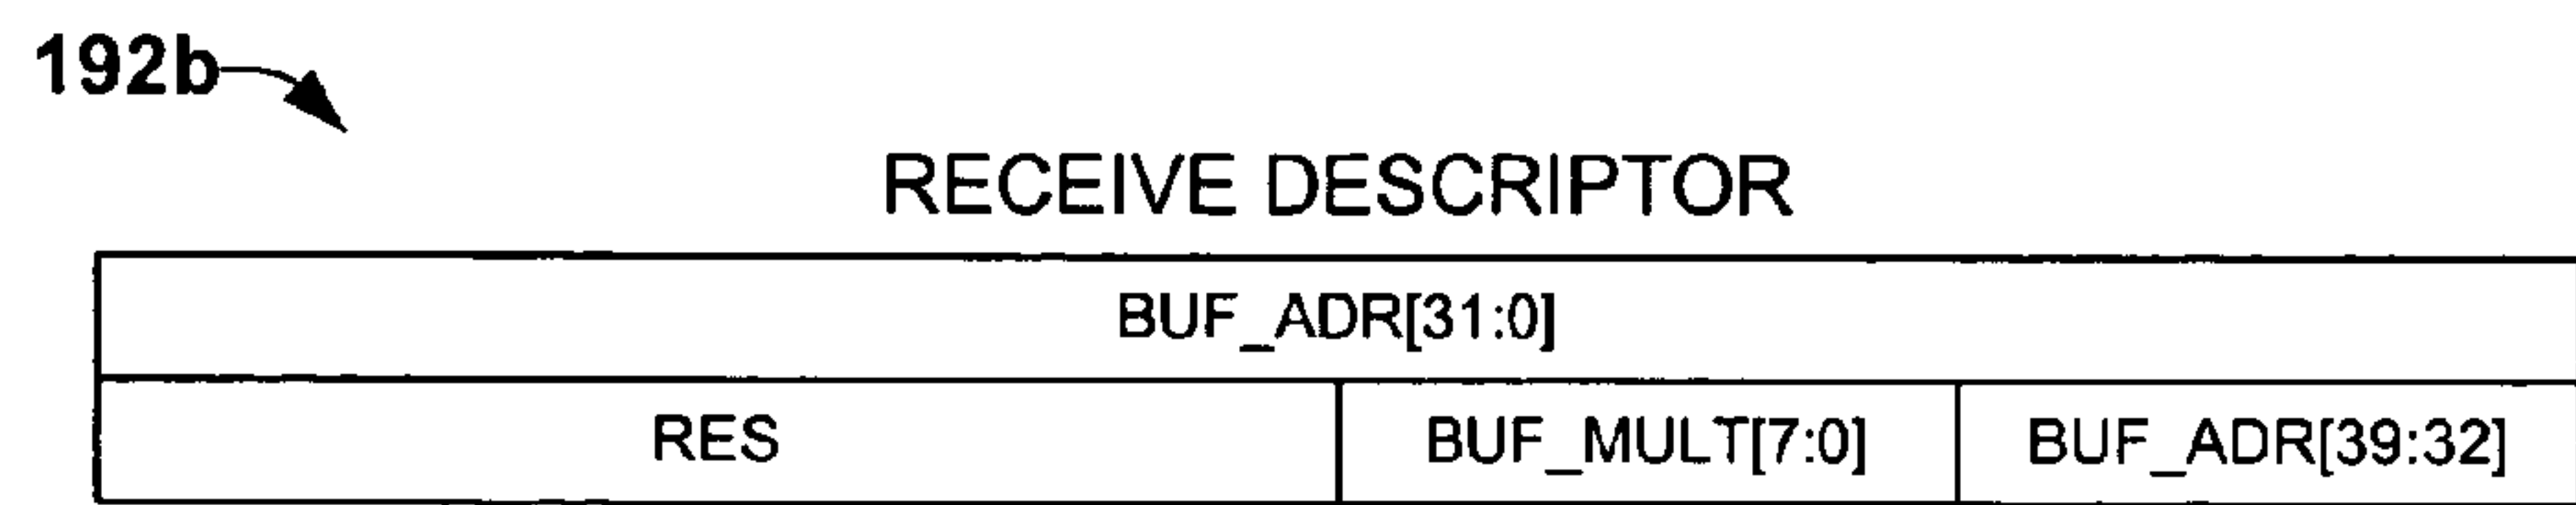 192b
RECEIVE DESCRIPTOR
BUF_ADR[31:0]
RES BUF_MULT[7:0] BUF_ADR[39:32]